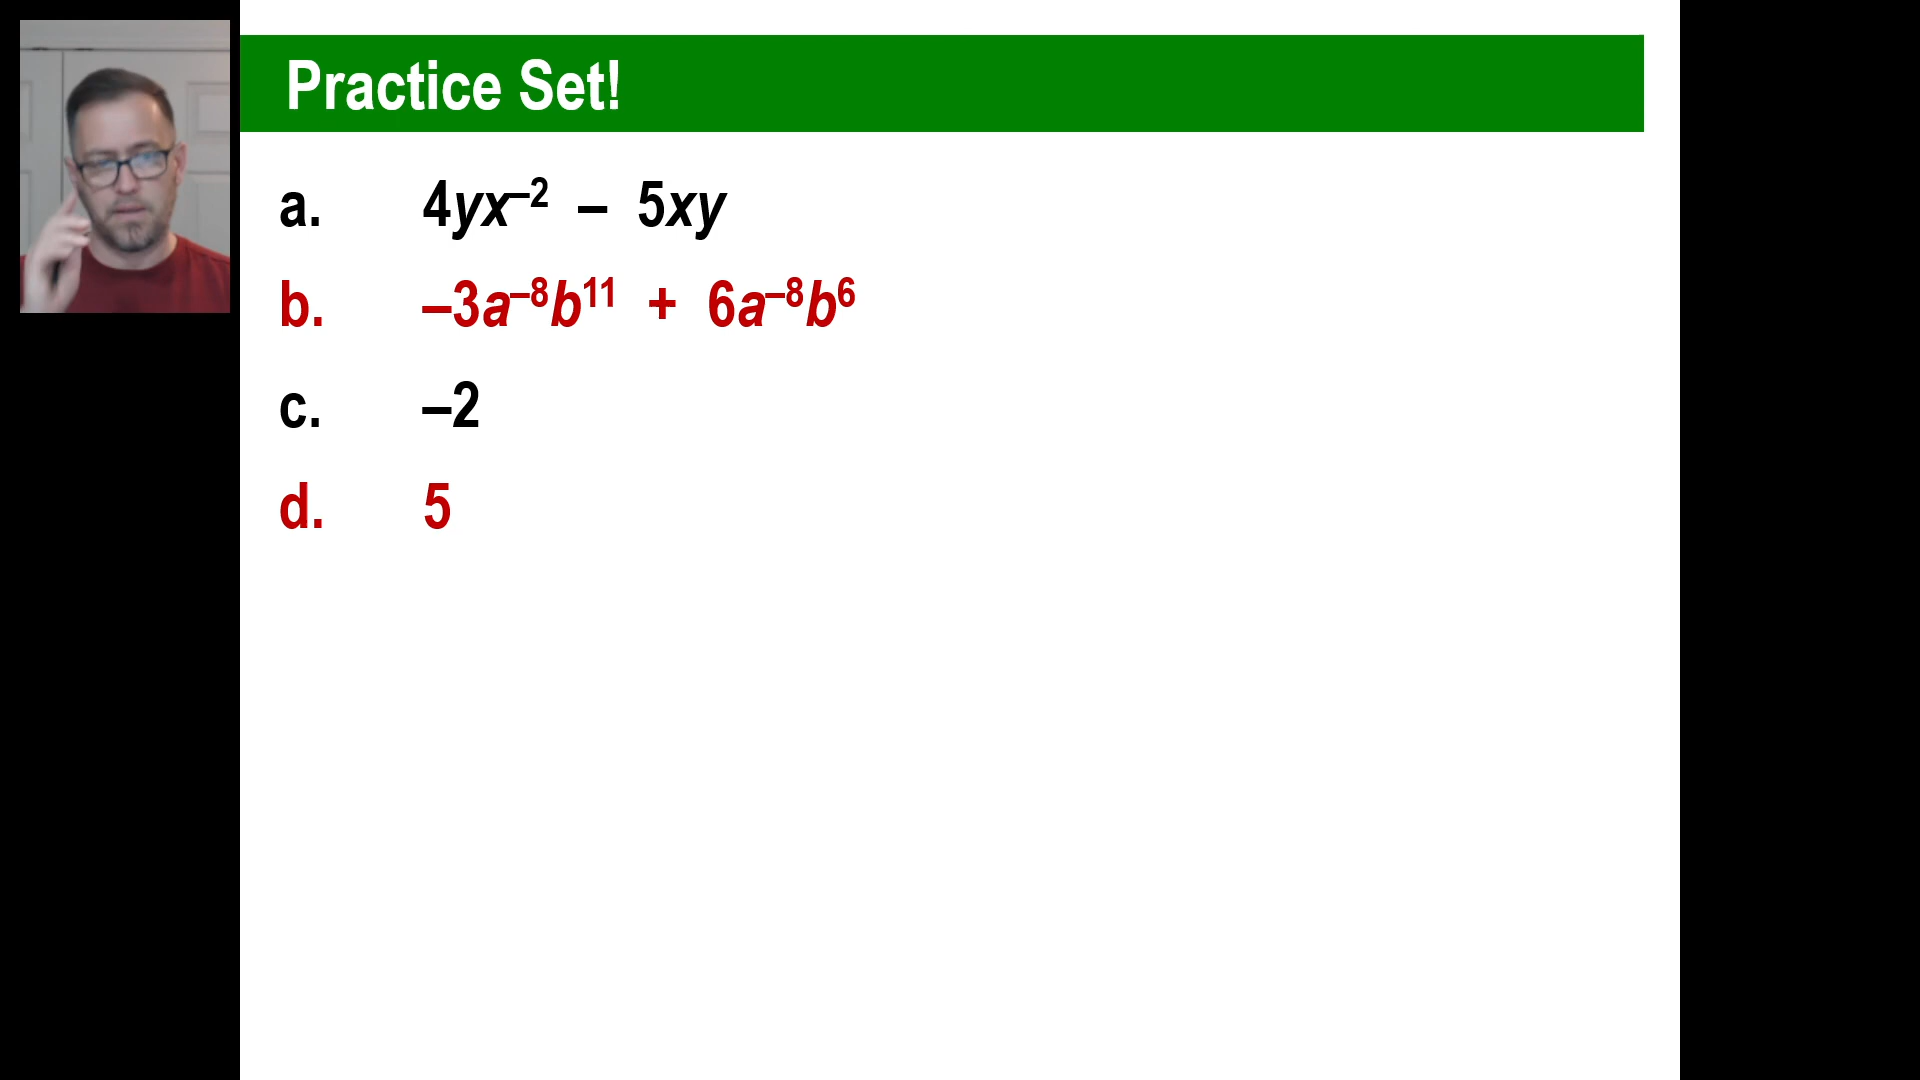 Practice Set!
a. 4yx⁻² – 5xy
b. –3a⁻⁸b¹¹ + 6a⁻⁸b⁶
c. –2
d. 5